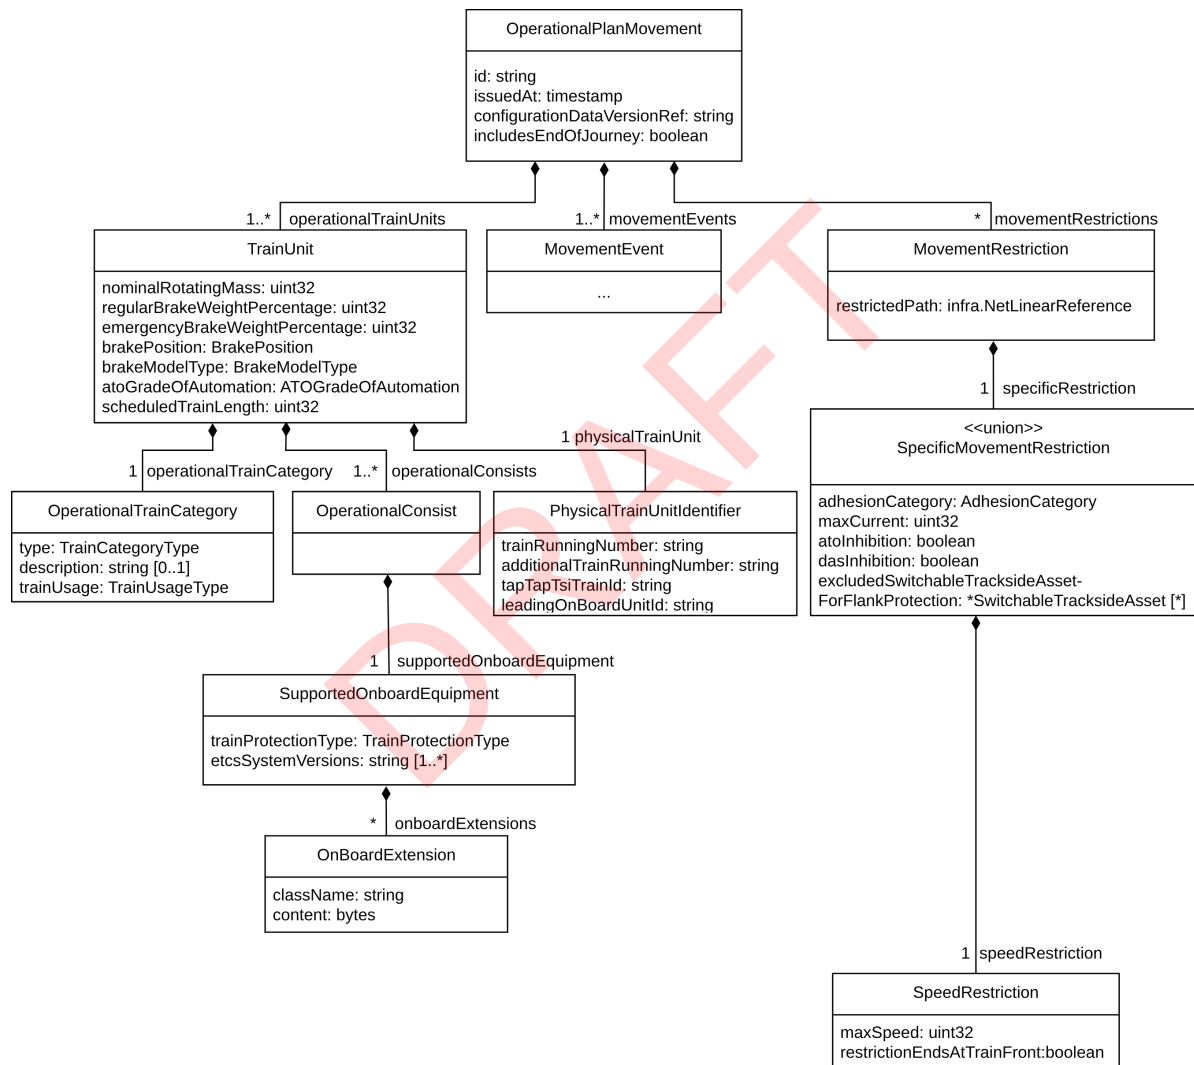 OperationalPlanMovement
id: string
issuedAt: timestamp
configurationDataVersionRef: string
includesEndOfJourney: boolean
1..* operationalTrainUnits
1..* movementEvents
* movementRestrictions
TrainUnit
nominalRotatingMass: uint32
regularBrakeWeightPercentage: uint32
emergencyBrakeWeightPercentage: uint32
brakePosition: BrakePosition
brakeModelType: BrakeModelType
atoGradeOfAutomation: ATOGradeOfAutomation
scheduledTrainLength: uint32
MovementEvent
...
MovementRestriction
restrictedPath: infra.NetLinearReference
1 specificRestriction
1 operationalTrainCategory
1..* operationalConsists
1 physicalTrainUnit
OperationalTrainCategory
type: TrainCategoryType
description: string [0..1]
trainUsage: TrainUsageType
OperationalConsist
PhysicalTrainUnitIdentifier
trainRunningNumber: string
additionalTrainRunningNumber: string
tapTapTsiTrainId: string
leadingOnBoardUnitId: string
<<union>>
SpecificMovementRestriction
adhesionCategory: AdhesionCategory
maxCurrent: uint32
atoInhibition: boolean
dasInhibition: boolean
excludedSwitchableTracksideAsset-
ForFlankProtection: *SwitchableTracksideAsset [*]
1 supportedOnboardEquipment
SupportedOnboardEquipment
trainProtectionType: TrainProtectionType
etcsSystemVersions: string [1..*]
* onboardExtensions
OnBoardExtension
className: string
content: bytes
1 speedRestriction
SpeedRestriction
maxSpeed: uint32
restrictionEndsAtTrainFront:boolean
DRAFT